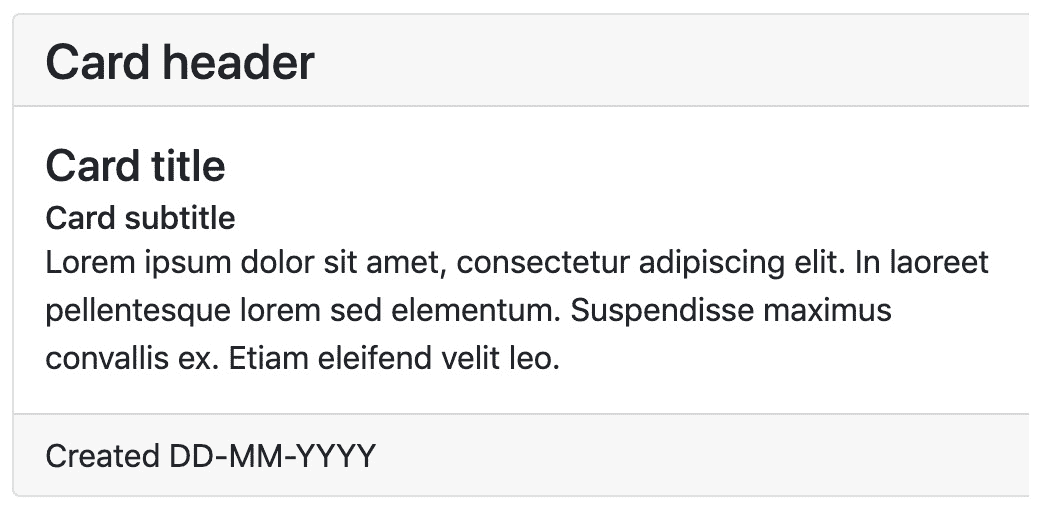 Card header
Card title
Card subtitle
Lorem ipsum dolor sit amet, consectetur adipiscing elit. In laoreet
pellentesque lorem sed elementum. Suspendisse maximus
convallis ex. Etiam eleifend velit leo.
Created DD-MM-YYYY